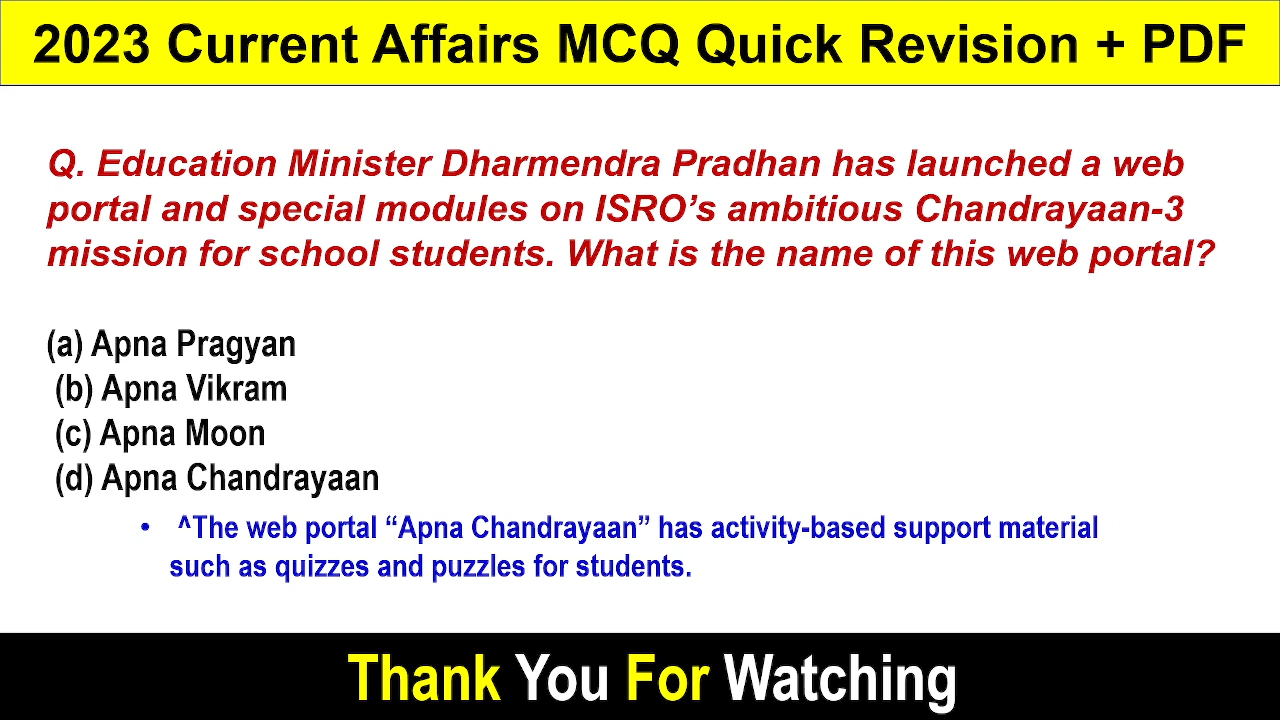 2023 Current Affairs MCQ Quick Revision + PDF
Q. Education Minister Dharmendra Pradhan has launched a web
portal and special modules on ISRO’s ambitious Chandrayaan-3
mission for school students. What is the name of this web portal?
(a) Apna Pragyan
(b) Apna Vikram
(c) Apna Moon
(d) Apna Chandrayaan
• ^The web portal “Apna Chandrayaan” has activity-based support material
such as quizzes and puzzles for students.
Thank You For Watching